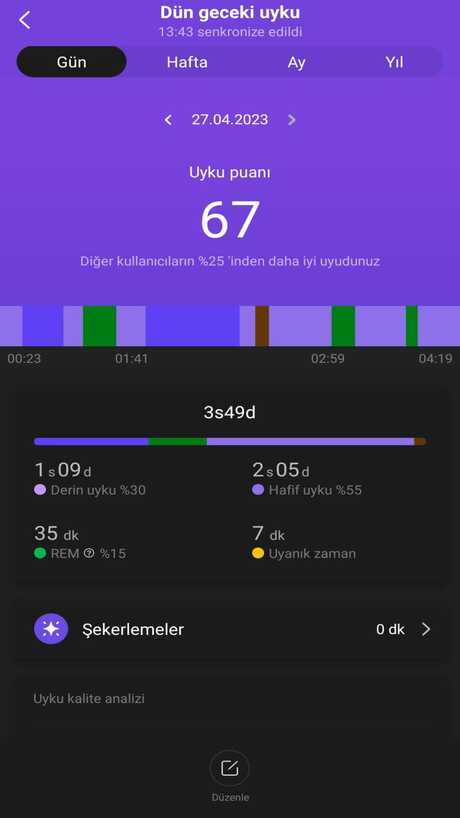 Dün geceki uyku
13:43 senkronize edildi
Gün Hafta Ay Yıl
27.04.2023
Uyku puanı
67
Diğer kullanıcıların %25 'inden daha iyi uyudunuz
00:23 01:41 02:59 04:19
3s49d
1 s 09 d 2 s 05 d
Derin uyku %30 Hafif uyku %55
35 dk 7 dk
REM ? %15 Uyanık zaman
Şekerlemeler 0 dk
Uyku kalite analizi
Düzenle